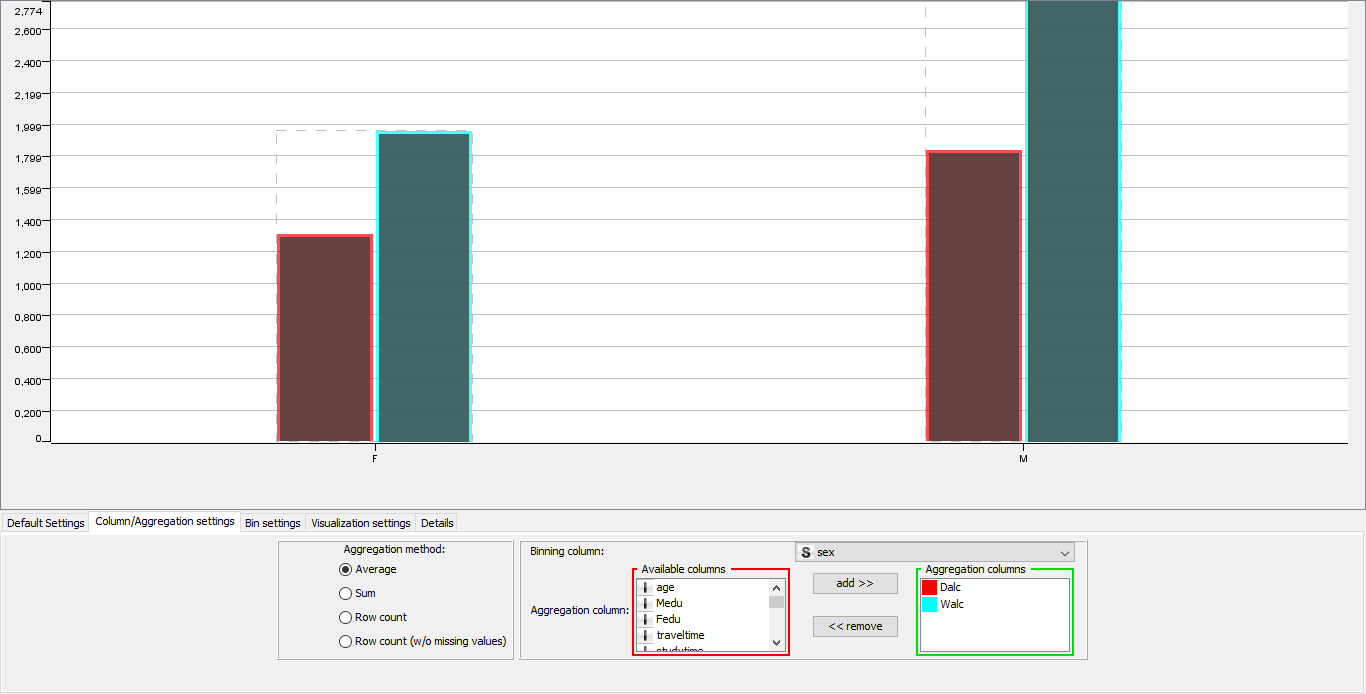 2,774
2,600
2,400
2,199
1,999
1,799
1,599
1,400
1,200
1,000
0,800
0,600
0,400
0,200
0
F M
Default Settings Column/Aggregation settings Bin settings Visualization settings Details
Aggregation method:
Average
Sum
Row count
Row count (w/o missing values)
Binning column:
S sex
Aggregation column:
Available columns
age
Medu
Fedu
traveltime
studytime
add >>
<< remove
Aggregation columns
Dalc
Walc